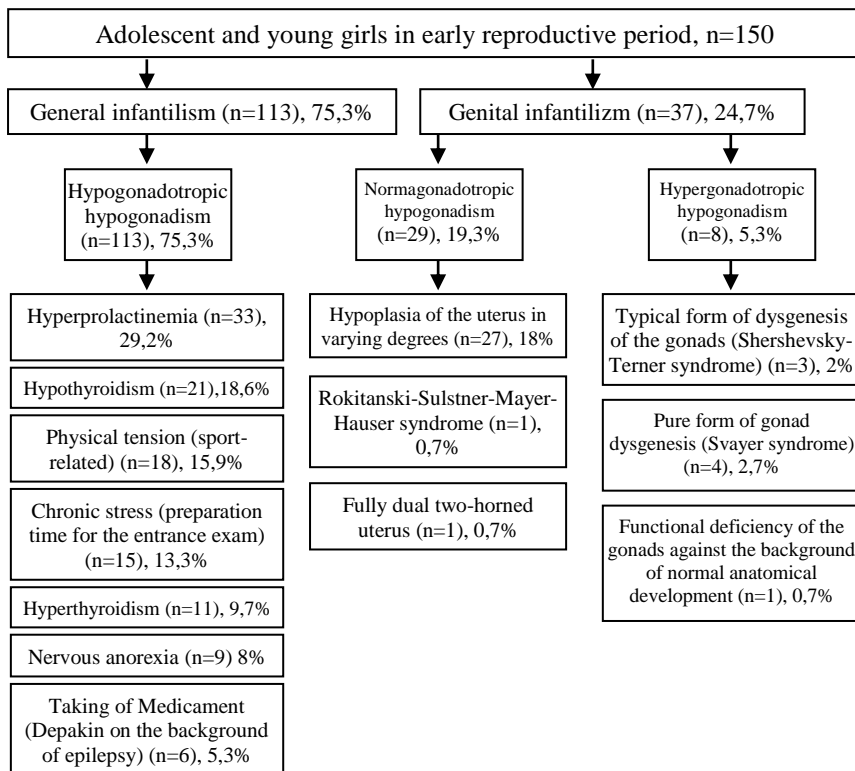 Adolescent and young girls in early reproductive period, n=150
General infantilism (n=113), 75,3%
Genital infantilizm (n=37), 24,7%
Hypogonadotropic
hypogonadism
(n=113), 75,3%
Normagonadotropic
hypogonadism
(n=29), 19,3%
Hypergonadotropic
hypogonadism
(n=8), 5,3%
Hyperprolactinemia (n=33),
29,2%
Hypothyroidism (n=21),18,6%
Physical tension (sport-
related) (n=18), 15,9%
Chronic stress (preparation
time for the entrance exam)
(n=15), 13,3%
Hyperthyroidism (n=11), 9,7%
Nervous anorexia (n=9) 8%
Taking of Medicament
(Depakin on the background
of epilepsy) (n=6), 5,3%
Hypoplasia of the uterus in
varying degrees (n=27), 18%
Rokitanski-Sulstner-Mayer-
Hauser syndrome (n=1),
0,7%
Fully dual two-horned
uterus (n=1), 0,7%
Typical form of dysgenesis
of the gonads (Shershevsky-
Terner syndrome) (n=3), 2%
Pure form of gonad
dysgenesis (Svayer syndrome)
(n=4), 2,7%
Functional deficiency of the
gonads against the background
of normal anatomical
development (n=1), 0,7%